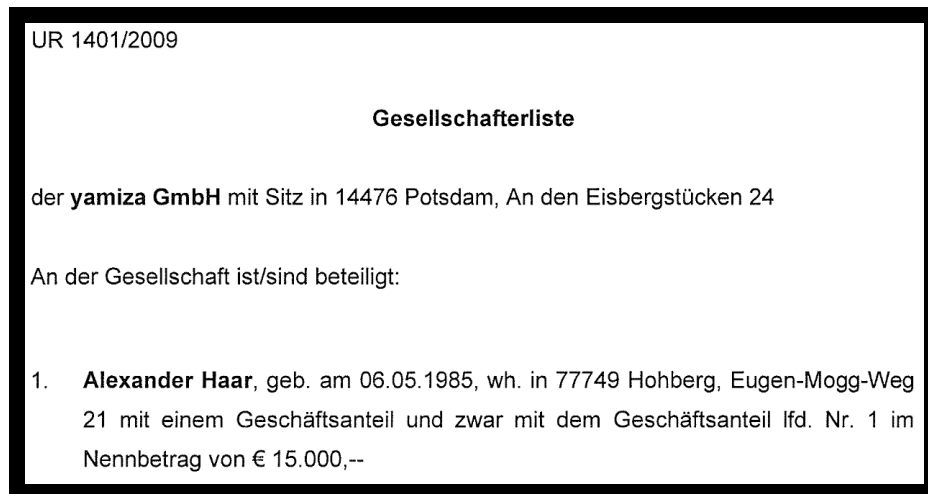 UR 1401/2009
Gesellschafterliste
der yamiza GmbH mit Sitz in 14476 Potsdam, An den Eisbergstücken 24
An der Gesellschaft ist/sind beteiligt:
1. Alexander Haar, geb. am 06.05.1985, wh. in 77749 Hohberg, Eugen-Mogg-Weg
21 mit einem Geschäftsanteil und zwar mit dem Geschäftsanteil lfd. Nr. 1 im
Nennbetrag von € 15.000,--